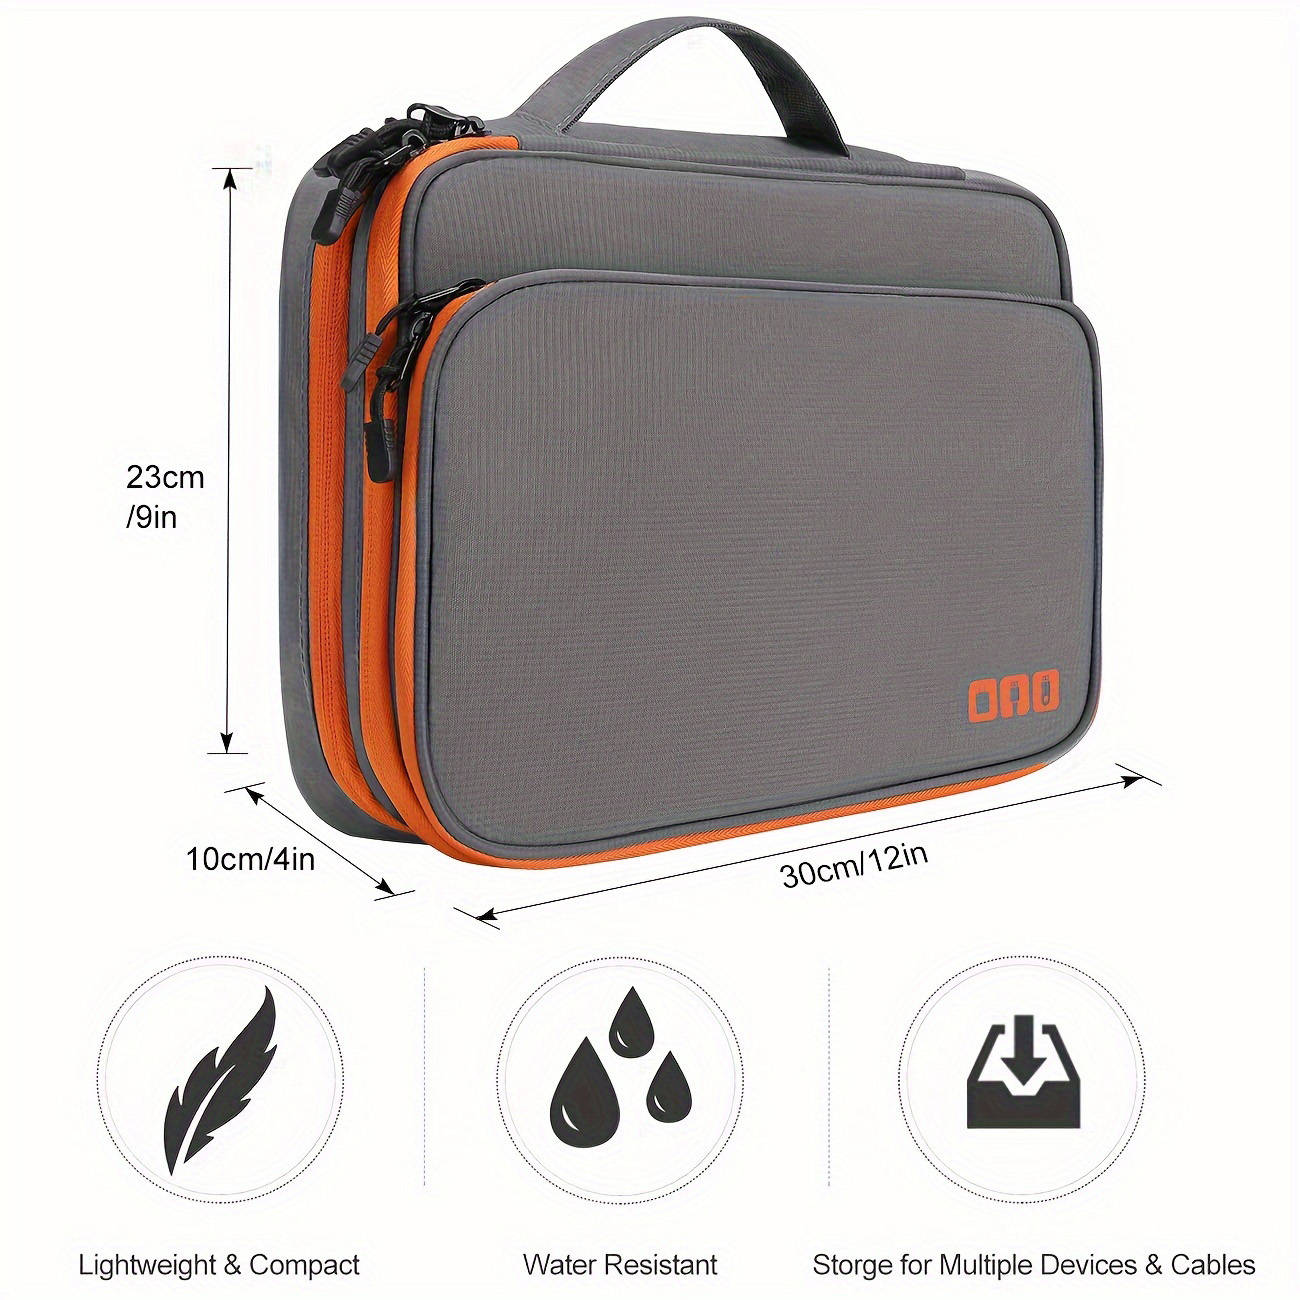 23cm
/9in
10cm/4in
30cm/12in
Lightweight & Compact
Water Resistant
Storge for Multiple Devices & Cables